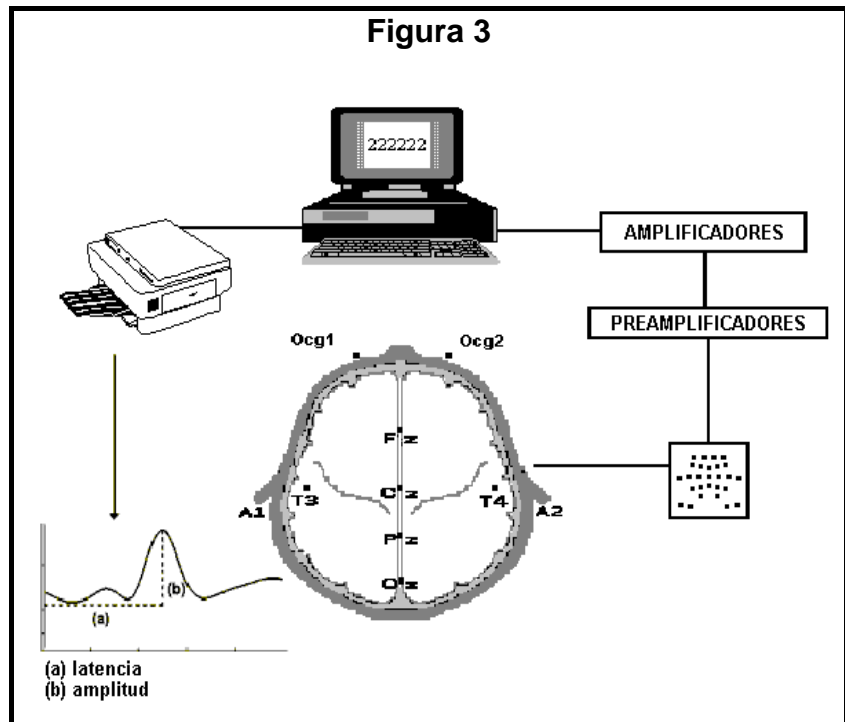 Figura 3
222222
AMPLIFICADORES
PREAMPLIFICADORES
Ocg1 Ocg2
Fz
T3 Cz T4
A1 A2
Pz
Oz
(b)
(a)
(a) latencia
(b) amplitud